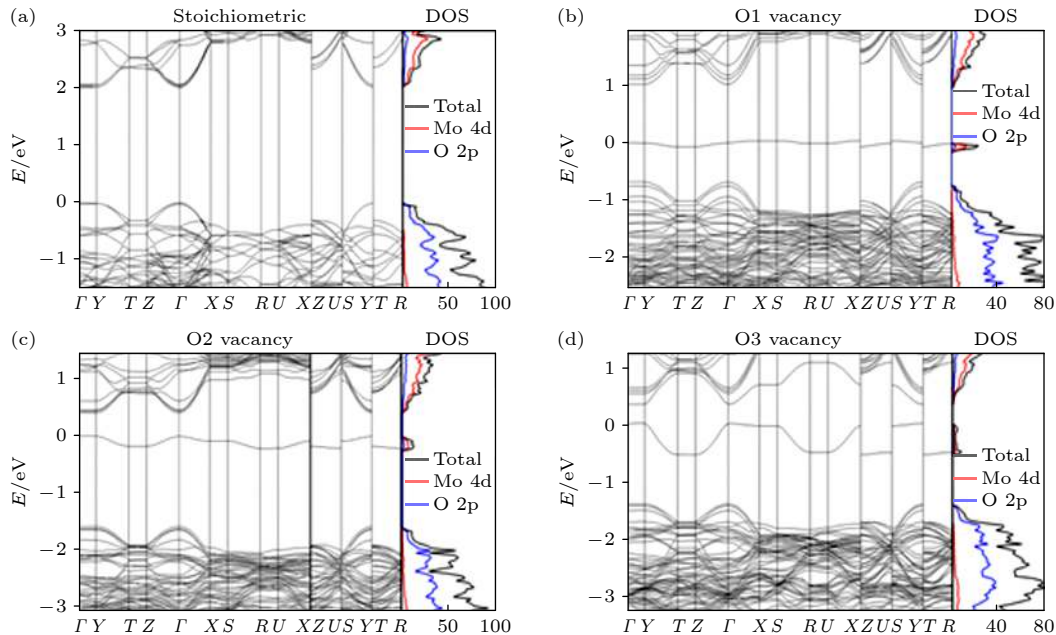 (a) Stoichiometric DOS
3
2
1
0
−1
E/eV
Total
Mo 4d
O 2p
Γ Y T Z Γ X S R U X Z U S Y T R 50 100
(b) O1 vacancy DOS
1
0
−1
−2
E/eV
Total
Mo 4d
O 2p
Γ Y T Z Γ X S R U X Z U S Y T R 40 80
(c) O2 vacancy DOS
1
0
−1
−2
−3
E/eV
Total
Mo 4d
O 2p
Γ Y T Z Γ X S R U X Z U S Y T R 50 100
(d) O3 vacancy DOS
1
0
−1
−2
−3
E/eV
Total
Mo 4d
O 2p
Γ Y T Z Γ X S R U X Z U S Y T R 40 80